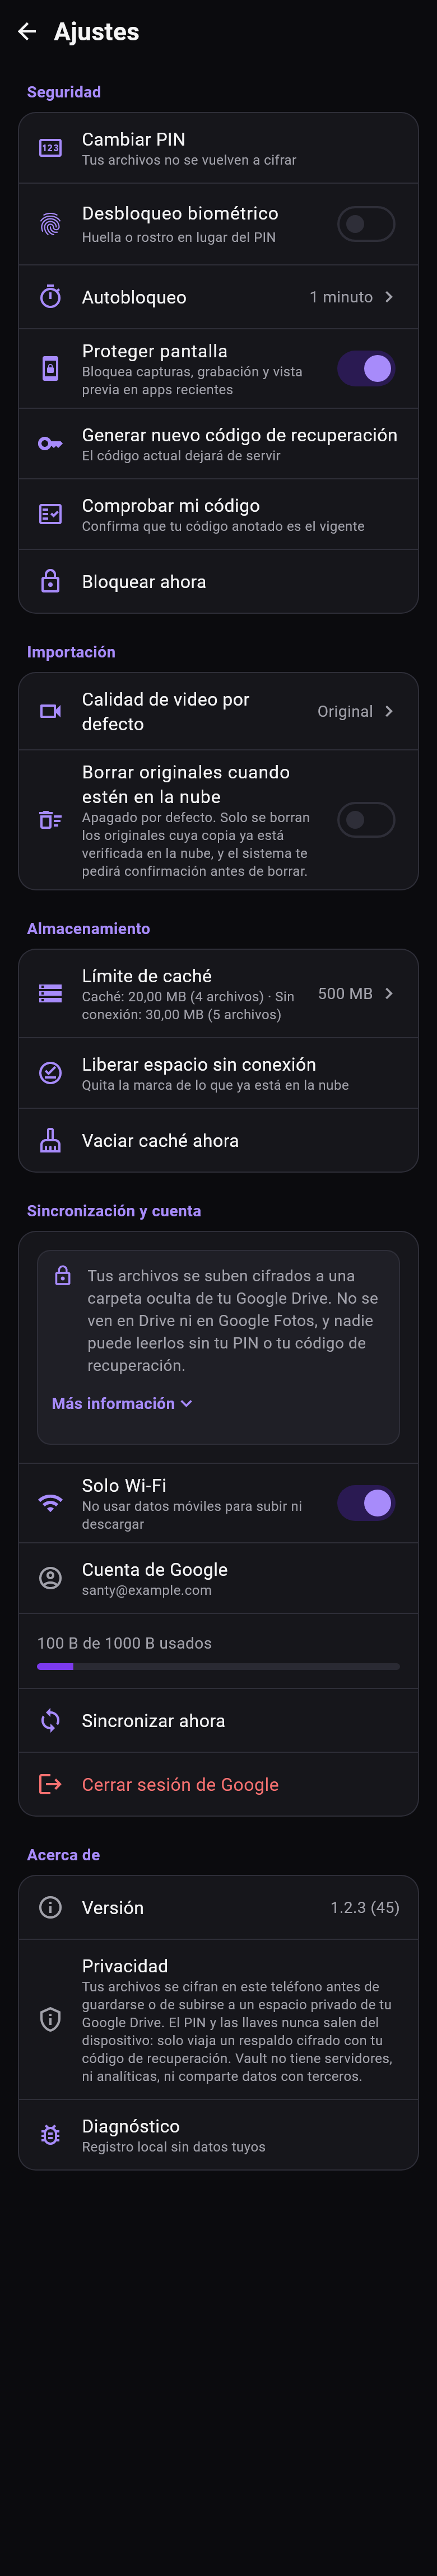 Ajustes
Seguridad
123
Cambiar PIN
Tus archivos no se vuelven a cifrar
Desbloqueo biométrico
Huella o rostro en lugar del PIN
Autobloqueo
1 minuto
Proteger pantalla
Bloquea capturas, grabación y vista
previa en apps recientes
Generar nuevo código de recuperación
El código actual dejará de servir
Comprobar mi código
Confirma que tu código anotado es el vigente
Bloquear ahora
Importación
Calidad de video por
defecto
Original
Borrar originales cuando
estén en la nube
Apagado por defecto. Solo se borran
los originales cuya copia ya está
verificada en la nube, y el sistema te
pedirá confirmación antes de borrar.
Almacenamiento
Límite de caché
Caché: 20,00 MB (4 archivos) · Sin
conexión: 30,00 MB (5 archivos)
500 MB
Liberar espacio sin conexión
Quita la marca de lo que ya está en la nube
Vaciar caché ahora
Sincronización y cuenta
Tus archivos se suben cifrados a una
carpeta oculta de tu Google Drive. No se
ven en Drive ni en Google Fotos, y nadie
puede leerlos sin tu PIN o tu código de
recuperación.
Más información
Solo Wi-Fi
No usar datos móviles para subir ni
descargar
Cuenta de Google
santy@example.com
100 B de 1000 B usados
Sincronizar ahora
Cerrar sesión de Google
Acerca de
Versión
1.2.3 (45)
Privacidad
Tus archivos se cifran en este teléfono antes de
guardarse o de subirse a un espacio privado de tu
Google Drive. El PIN y las llaves nunca salen del
dispositivo: solo viaja un respaldo cifrado con tu
código de recuperación. Vault no tiene servidores,
ni analíticas, ni comparte datos con terceros.
Diagnóstico
Registro local sin datos tuyos